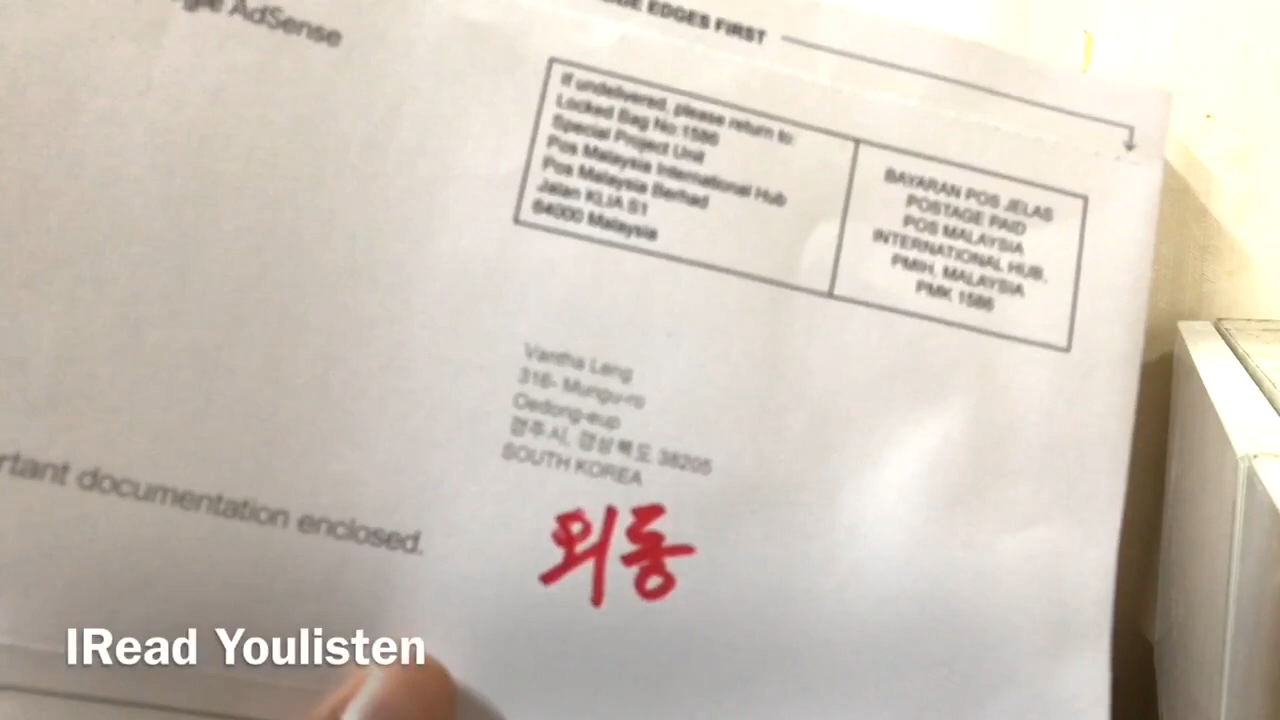 AdSense
EDGES FIRST
If undelivered, please return to:
Locked Bag No.1586
Special Project Unit
Pos Malaysia International Hub
Pos Malaysia Berhad
Jalan KLIA S1
64000 Malaysia
BAYARAN POS JELAS
POSTAGE PAID
POS MALAYSIA
INTERNATIONAL HUB,
PMIH, MALAYSIA
PMK 1586
Vantha Leng
316- Mungu-ro
Oedong-eup
경주시, 경상북도 38205
SOUTH KOREA
외동
rtant documentation enclosed.
IRead Youlisten